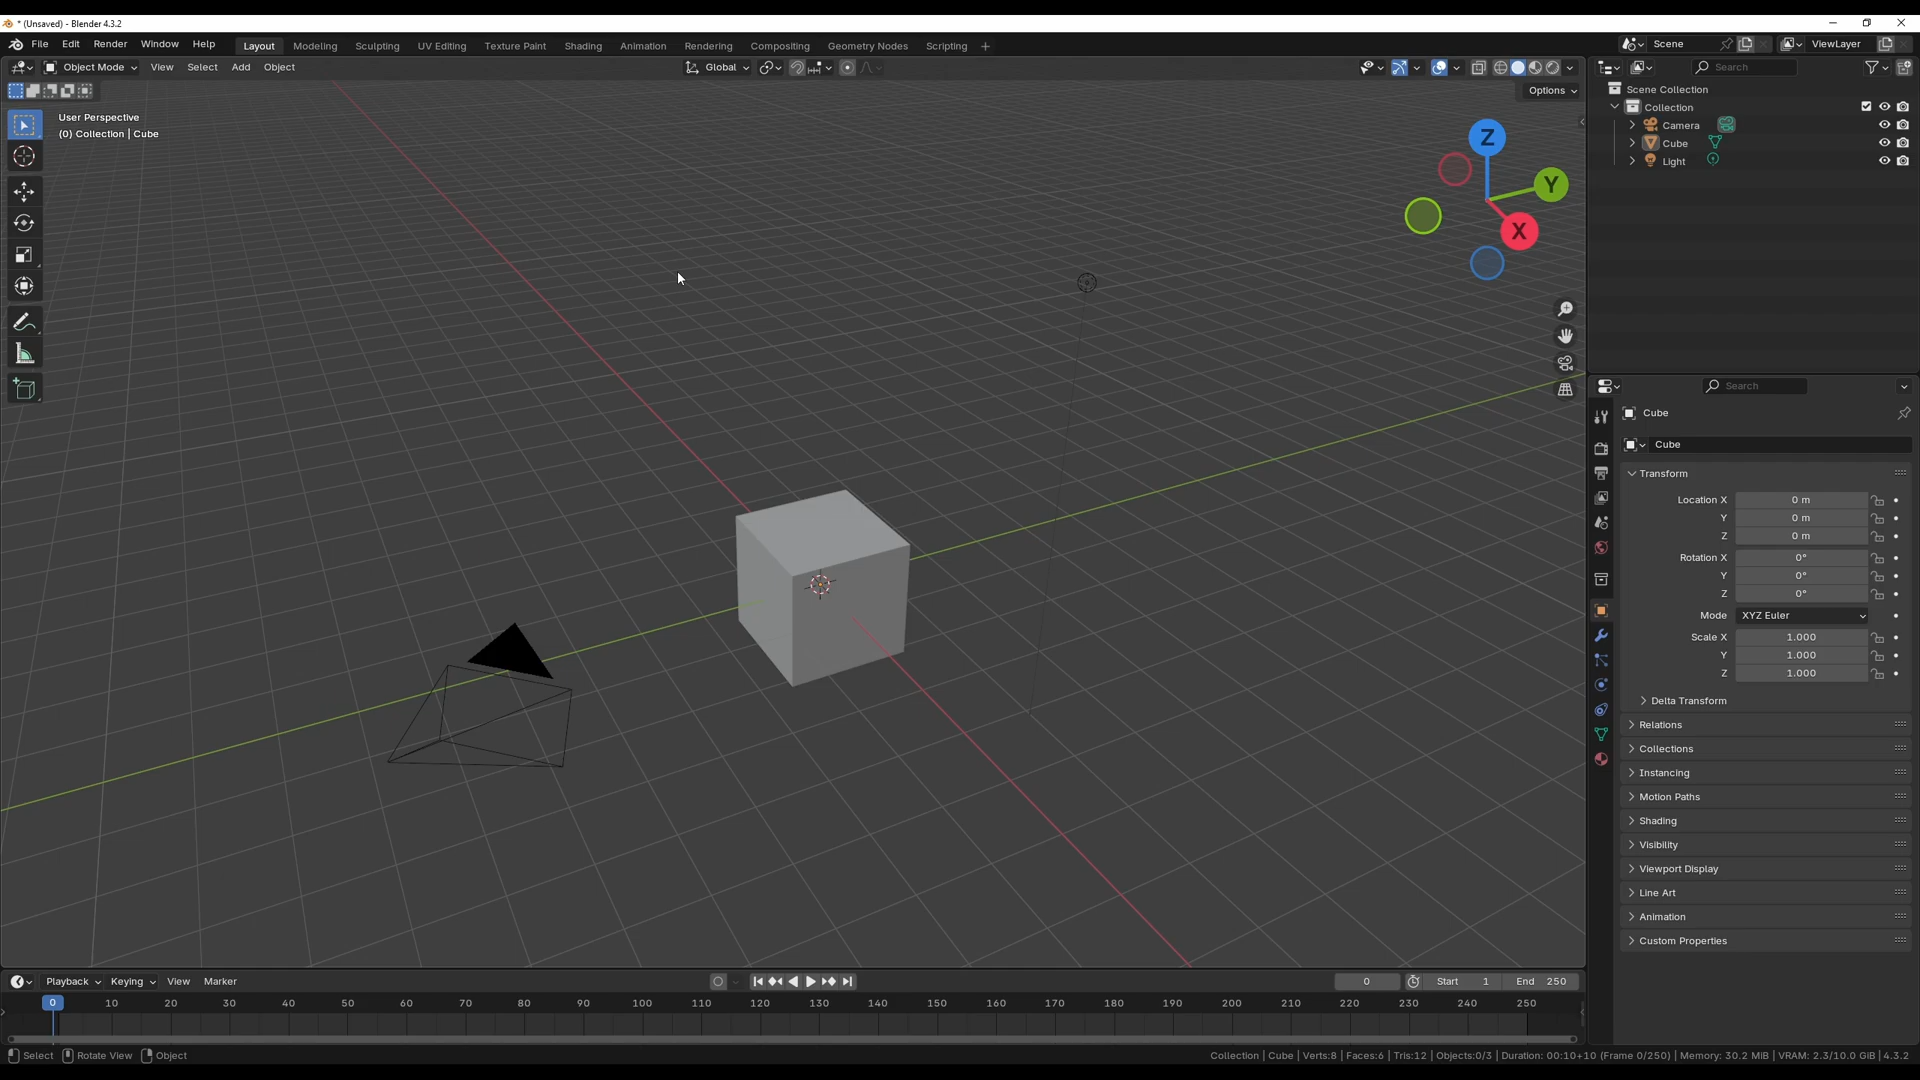 * (Unsaved) - Blender 4.3.2
File Edit Render Window Help Layout Modeling Sculpting UV Editing Texture Paint Shading Animation Rendering Compositing Geometry Nodes Scripting + Scene ViewLayer
Object Mode View Select Add Object Global Search
Options
User Perspective
(0) Collection | Cube
Z
Y
X
Scene Collection
Collection
Camera
Cube
Light
Search
Cube
Cube
Transform
Location X 0 m
Y 0 m
Z 0 m
Rotation X 0°
Y 0°
Z 0°
Mode XYZ Euler
Scale X 1.000
Y 1.000
Z 1.000
Delta Transform
Relations
Collections
Instancing
Motion Paths
Shading
Visibility
Viewport Display
Line Art
Animation
Custom Properties
Playback Keying View Marker 0 Start 1 End 250
0 10 20 30 40 50 60 70 80 90 100 110 120 130 140 150 160 170 180 190 200 210 220 230 240 250
Select Rotate View Object Collection | Cube | Verts:8 | Faces:6 | Tris:12 | Objects:0/3 | Duration: 00:10+10 (Frame 0/250) | Memory: 30.2 MiB | VRAM: 2.3/10.0 GiB | 4.3.2